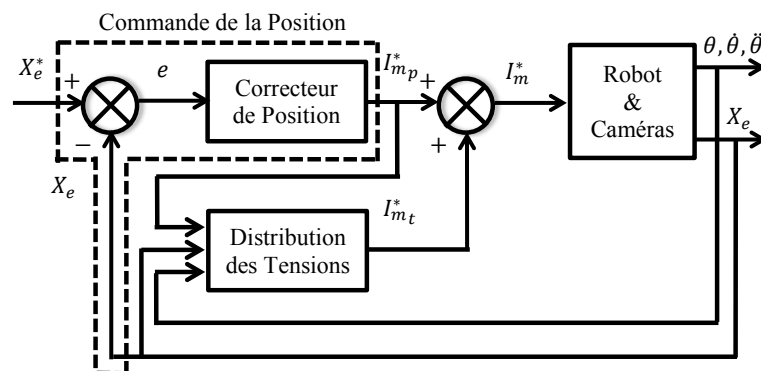 Commande de la Position
X_e^*
+
−
X_e
e
Correcteur
de Position
I_{m_p}^*
+
+
I_m^*
Robot
&
Caméras
θ, θ̇, θ̈
X_e
Distribution
des Tensions
I_{m_t}^*